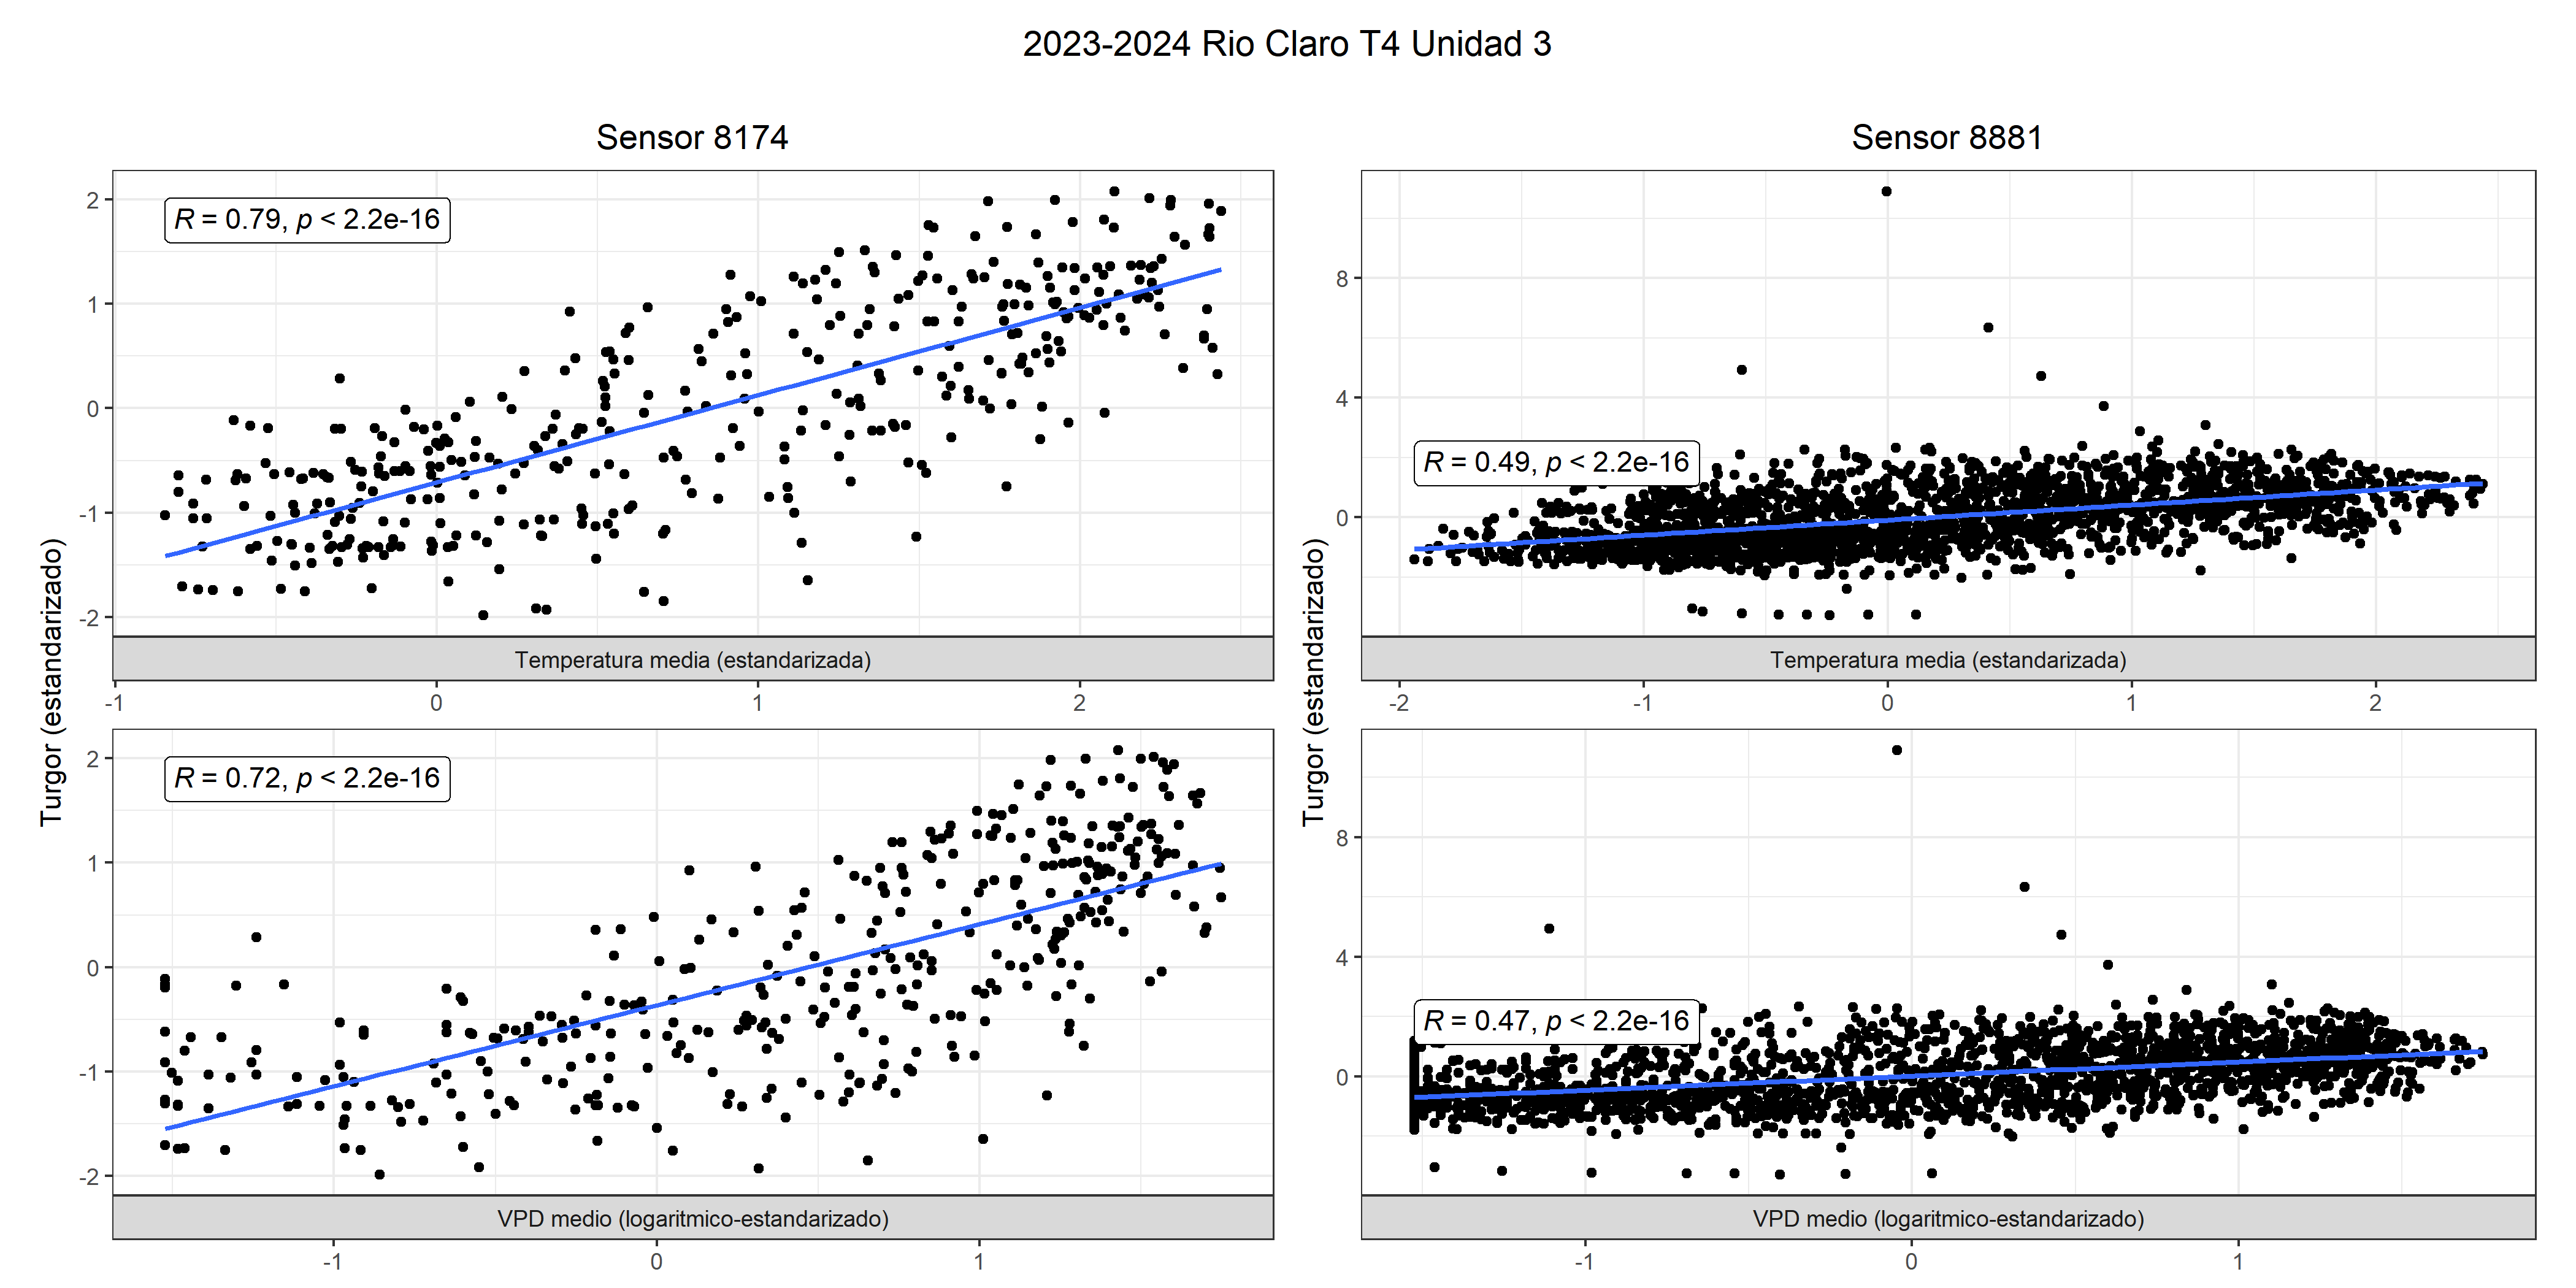 2023-2024 Rio Claro T4 Unidad 3
Sensor 8174
Sensor 8881
Turgor (estandarizado)
2
1
0
-1
-2
R = 0.79, p < 2.2e-16
Temperatura media (estandarizada)
-1 0 1 2
2
1
0
-1
-2
R = 0.72, p < 2.2e-16
VPD medio (logaritmico-estandarizado)
-1 0 1
Turgor (estandarizado)
8
4
0
R = 0.49, p < 2.2e-16
Temperatura media (estandarizada)
-2 -1 0 1 2
8
4
0
R = 0.47, p < 2.2e-16
VPD medio (logaritmico-estandarizado)
-1 0 1